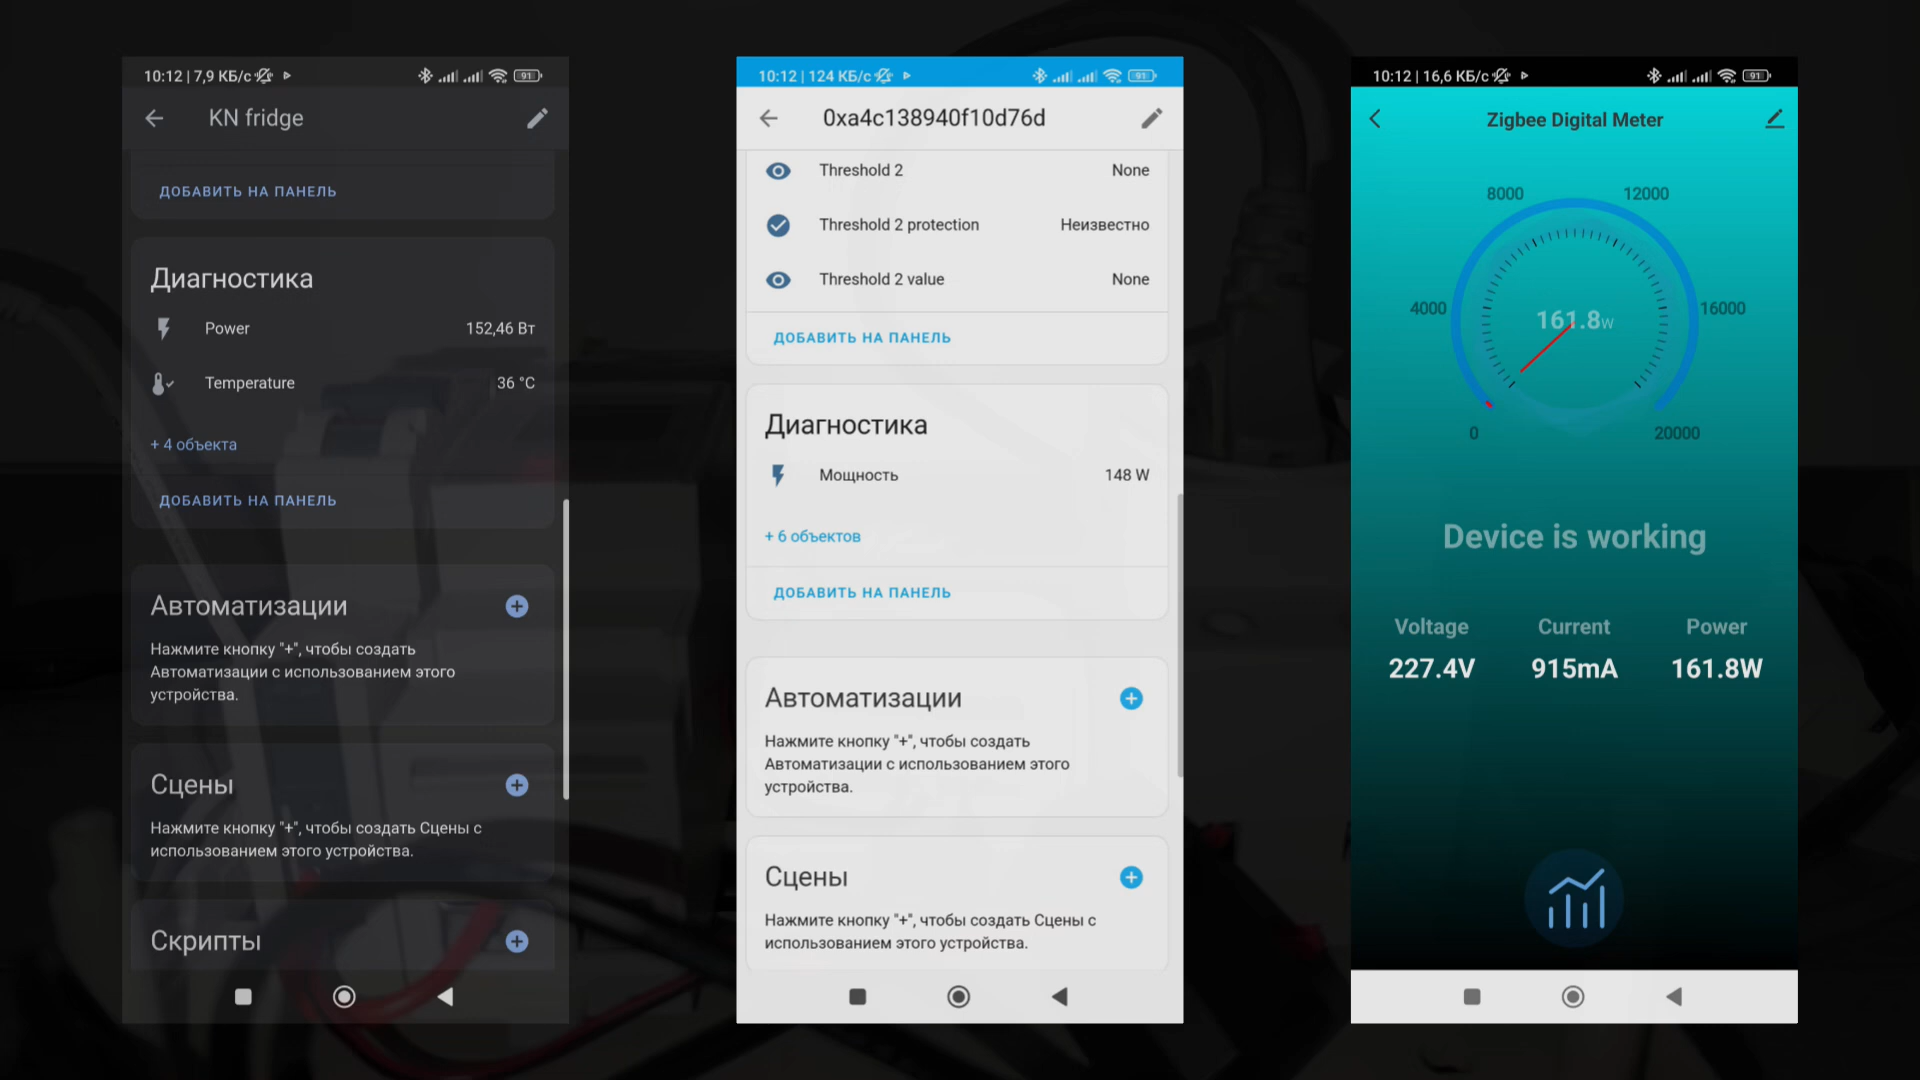 10:12 | 7,9 КБ/с
91
KN fridge
ДОБАВИТЬ НА ПАНЕЛЬ
Диагностика
Power 152,46 Вт
Temperature 36 °C
+ 4 объекта
ДОБАВИТЬ НА ПАНЕЛЬ
Автоматизации
Нажмите кнопку "+", чтобы создать
Автоматизации с использованием этого
устройства.
Сцены
Нажмите кнопку "+", чтобы создать Сцены с
использованием этого устройства.
Скрипты
10:12 | 124 КБ/с
91
0xa4c138940f10d76d
Threshold 2 None
Threshold 2 protection Неизвестно
Threshold 2 value None
ДОБАВИТЬ НА ПАНЕЛЬ
Диагностика
Мощность 148 W
+ 6 объектов
ДОБАВИТЬ НА ПАНЕЛЬ
Автоматизации
Нажмите кнопку "+", чтобы создать
Автоматизации с использованием этого
устройства.
Сцены
Нажмите кнопку "+", чтобы создать Сцены с
использованием этого устройства.
10:12 | 16,6 КБ/с
91
Zigbee Digital Meter
8000 12000
4000 16000
161.8W
0 20000
Device is working
Voltage Current Power
227.4V 915mA 161.8W